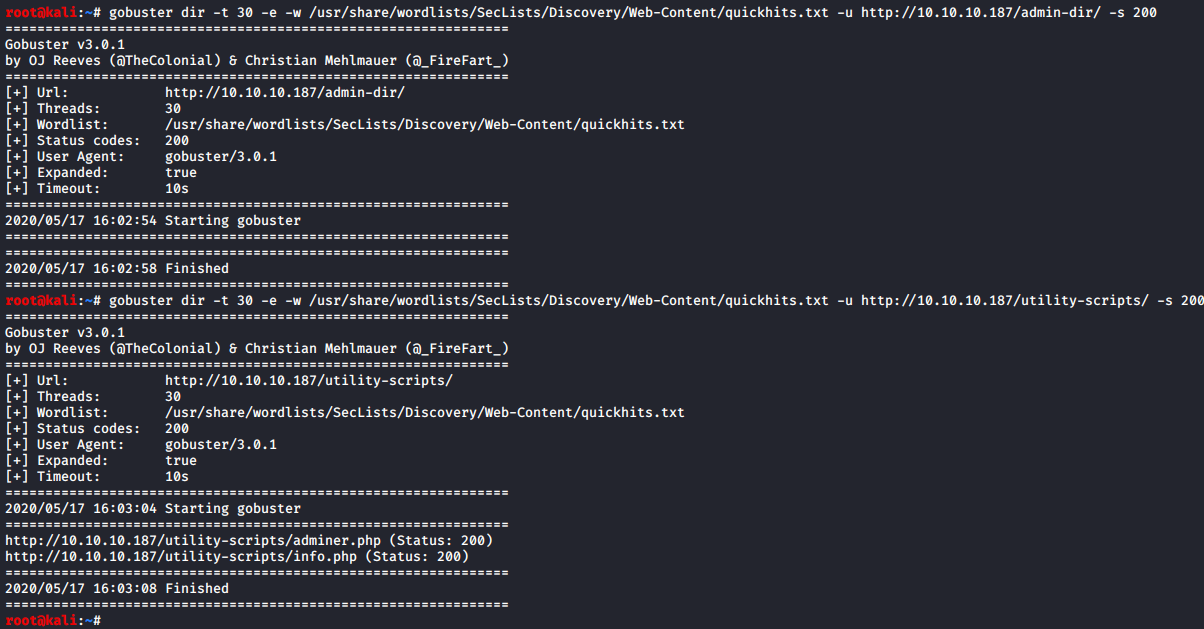 root@kali:~# gobuster dir -t 30 -e -w /usr/share/wordlists/SecLists/Discovery/Web-Content/quickhits.txt -u http://10.10.10.187/admin-dir/ -s 200
===============================================================
Gobuster v3.0.1
by OJ Reeves (@TheColonial) & Christian Mehlmauer (@_FireFart_)
===============================================================
[+] Url:            http://10.10.10.187/admin-dir/
[+] Threads:        30
[+] Wordlist:       /usr/share/wordlists/SecLists/Discovery/Web-Content/quickhits.txt
[+] Status codes:   200
[+] User Agent:     gobuster/3.0.1
[+] Expanded:       true
[+] Timeout:        10s
===============================================================
2020/05/17 16:02:54 Starting gobuster
===============================================================
===============================================================
2020/05/17 16:02:58 Finished
===============================================================
root@kali:~# gobuster dir -t 30 -e -w /usr/share/wordlists/SecLists/Discovery/Web-Content/quickhits.txt -u http://10.10.10.187/utility-scripts/ -s 200
===============================================================
Gobuster v3.0.1
by OJ Reeves (@TheColonial) & Christian Mehlmauer (@_FireFart_)
===============================================================
[+] Url:            http://10.10.10.187/utility-scripts/
[+] Threads:        30
[+] Wordlist:       /usr/share/wordlists/SecLists/Discovery/Web-Content/quickhits.txt
[+] Status codes:   200
[+] User Agent:     gobuster/3.0.1
[+] Expanded:       true
[+] Timeout:        10s
===============================================================
2020/05/17 16:03:04 Starting gobuster
===============================================================
http://10.10.10.187/utility-scripts/adminer.php (Status: 200)
http://10.10.10.187/utility-scripts/info.php (Status: 200)
===============================================================
2020/05/17 16:03:08 Finished
===============================================================
root@kali:~#